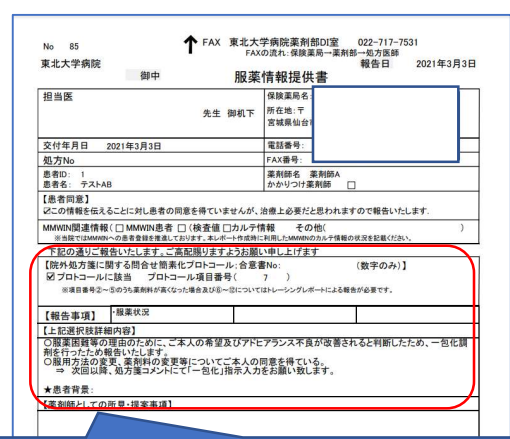 No 85
FAX 東北大学病院薬剤部DI室 022-717-7531
FAXの流れ:保険薬局→薬剤部→処方医師
東北大学病院 報告日 2021年3月3日
御中
服薬情報提供書
担当医
先生 御机下
保険薬局名:
所在地:〒
宮城県仙台市
交付年月日 2021年3月3日
電話番号:
処方No
FAX番号:
患者ID: 1
患者名: テストAB
薬剤師名 薬剤師A
かかりつけ薬剤師 □
【患者同意】
☑この情報を伝えることに対し患者の同意を得ていませんが、治療上必要だと思われますので報告いたします.
MMWIN関連情報(□MMWIN患者 □(検査値 □カルテ情報 その他( )
※当院ではMMWINへの患者登録を推進しております。本レポート作成時に利用したMMWINのカルテ情報の状況を記載ください。
下記の通りご報告いたします。ご高配賜りますようお願い申し上げます
【院外処方箋に関する問合せ簡素化プロトコール:合意書No: (数字のみ)】
☑プロトコールに該当 プロトコール項目番号( 7 )
※項目番号②~⑤のうち薬剤料が高くなった場合及び⑥~⑫についてはトレーシングレポートによる報告が必要です。
【報告事項】 ・服薬状況
【上記選択肢詳細内容】
○服薬困難等の理由のために、ご本人の希望及びアドヒアランス不良が改善されると判断したため、一包化調
剤を行ったため報告いたします。
○服用方法の変更、薬剤料の変更等についてご本人の同意を得ている。
⇒ 次回以降、処方箋コメントにて「一包化」指示入力をお願い致します。
★患者背景:
【薬剤師としての所見・提案事項】